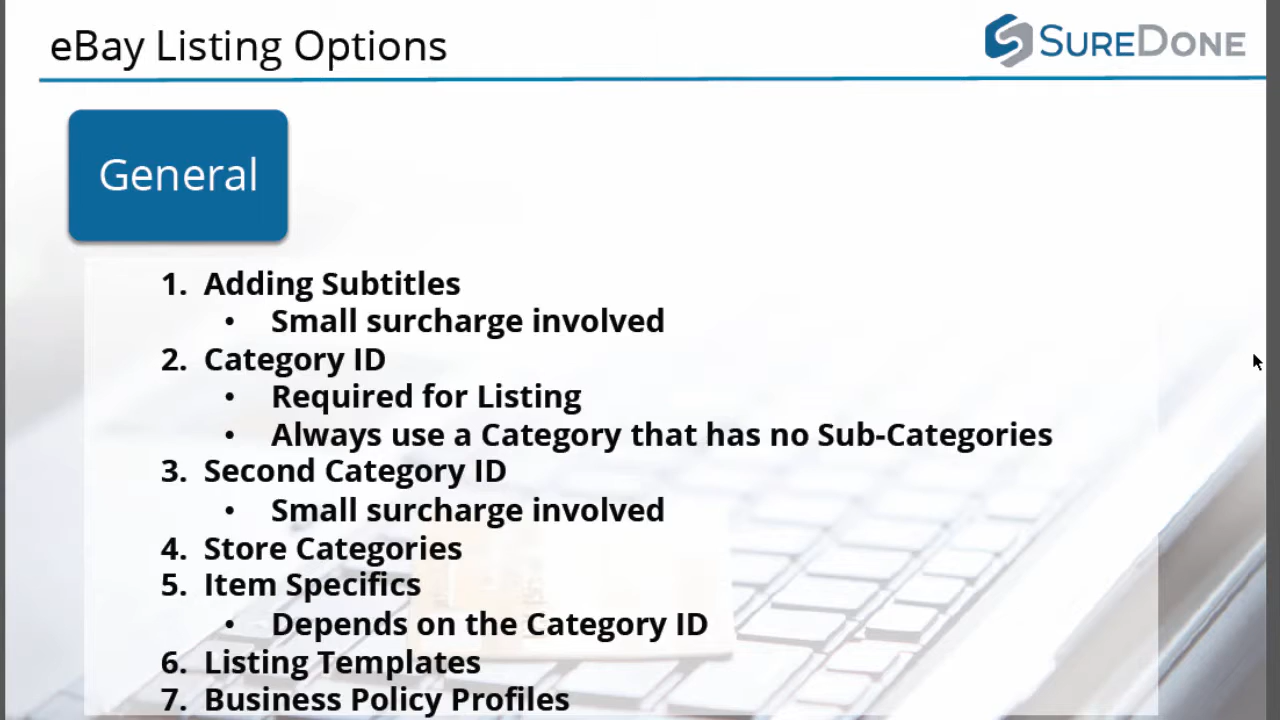 eBay Listing Options
SUREDONE
General
1. Adding Subtitles
• Small surcharge involved
2. Category ID
• Required for Listing
• Always use a Category that has no Sub-Categories
3. Second Category ID
• Small surcharge involved
4. Store Categories
5. Item Specifics
• Depends on the Category ID
6. Listing Templates
7. Business Policy Profiles